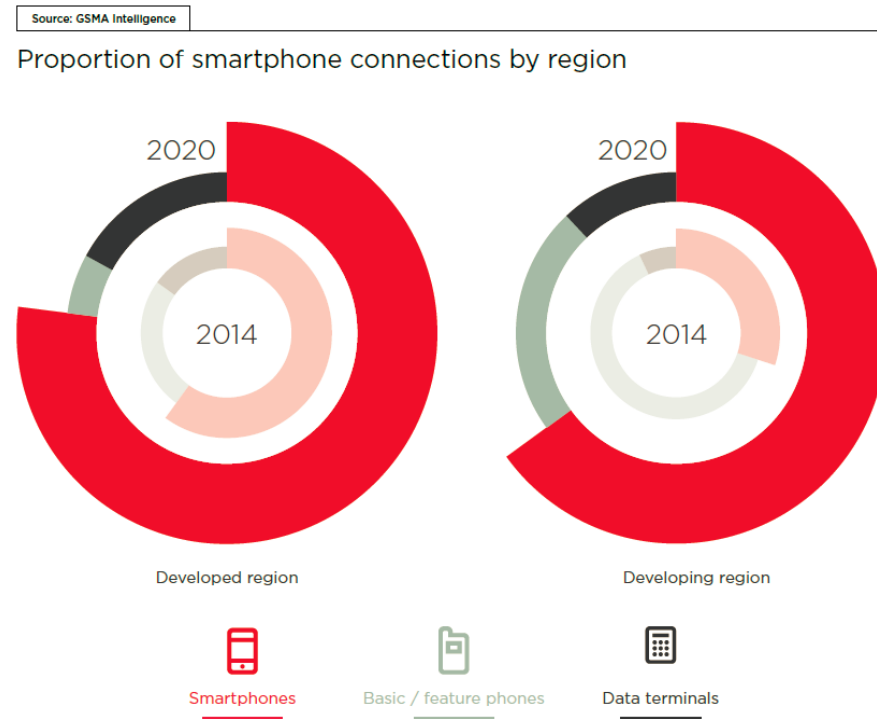 Source: GSMA Intelligence
Proportion of smartphone connections by region
2020
2020
2014
2014
Developed region
Developing region
Smartphones
Basic / feature phones
Data terminals